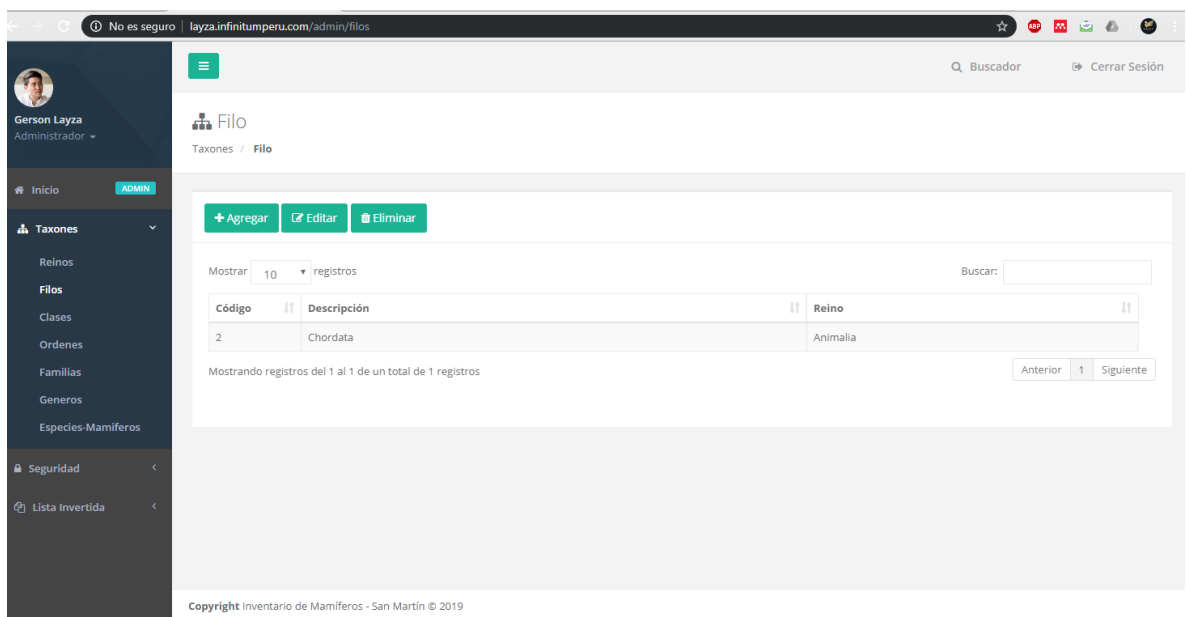 No es seguro | layza.infinitumperu.com/admin/filos
ABP
Gerson Layza
Administrador
Inicio ADMIN
Taxones
Reinos
Filos
Clases
Ordenes
Familias
Generos
Especies-Mamiferos
Seguridad
Lista Invertida
Buscador Cerrar Sesión
Filo
Taxones / Filo
Agregar Editar Eliminar
Mostrar 10 registros Buscar:
Código Descripción Reino
2 Chordata Animalia
Mostrando registros del 1 al 1 de un total de 1 registros Anterior 1 Siguiente
Copyright Inventario de Mamíferos - San Martín © 2019